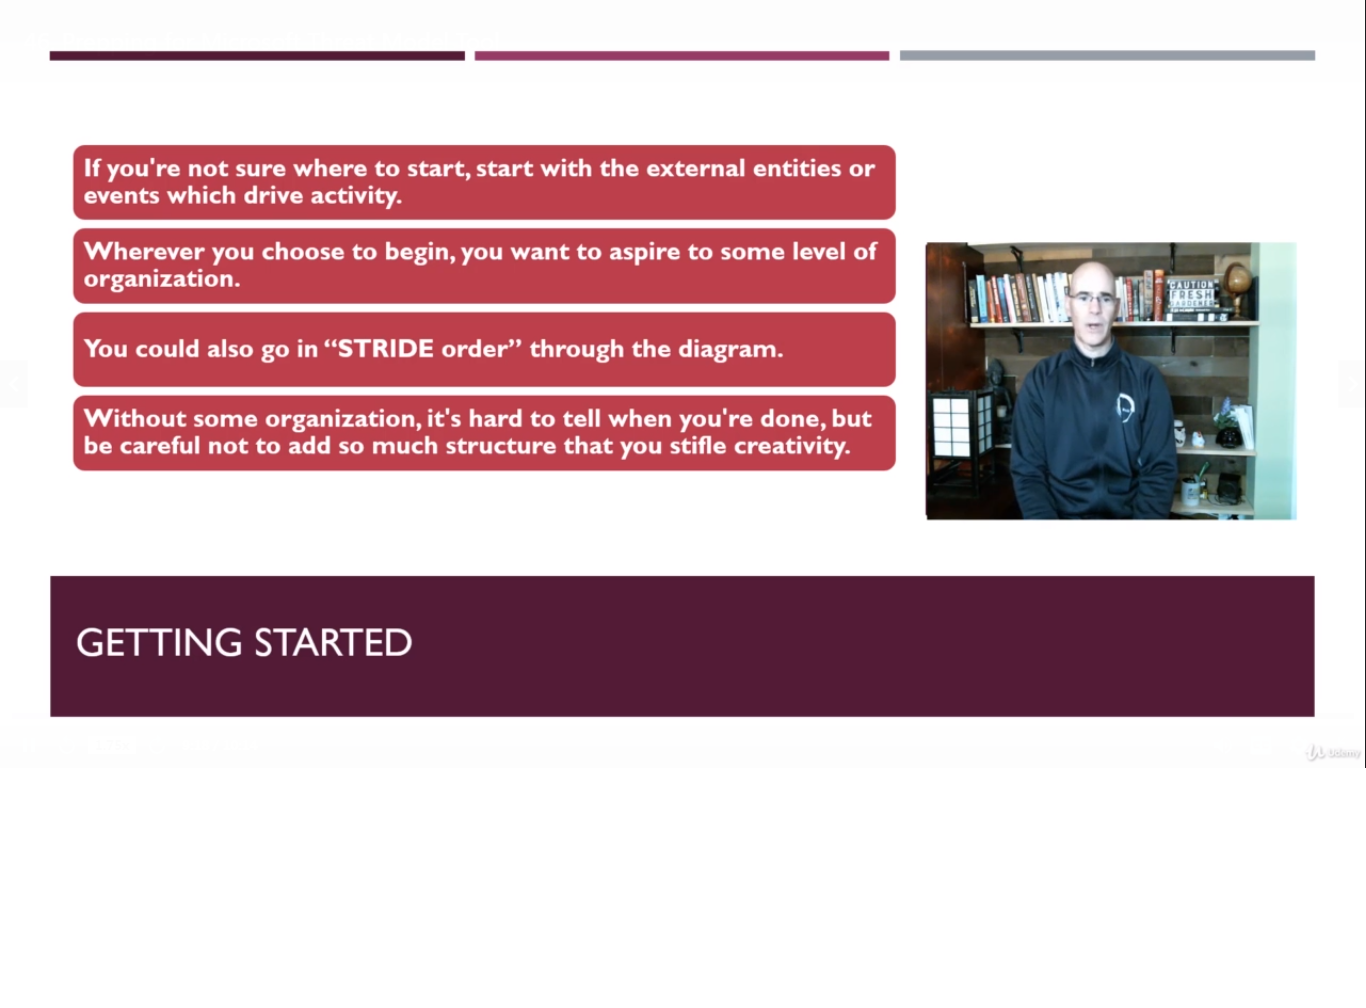 If you're not sure where to start, start with the external entities or
events which drive activity.
Wherever you choose to begin, you want to aspire to some level of
organization.
You could also go in “STRIDE order” through the diagram.
Without some organization, it's hard to tell when you're done, but
be careful not to add so much structure that you stifle creativity.
CAUTION
FRESH
GARDENER
GETTING STARTED
Udemy